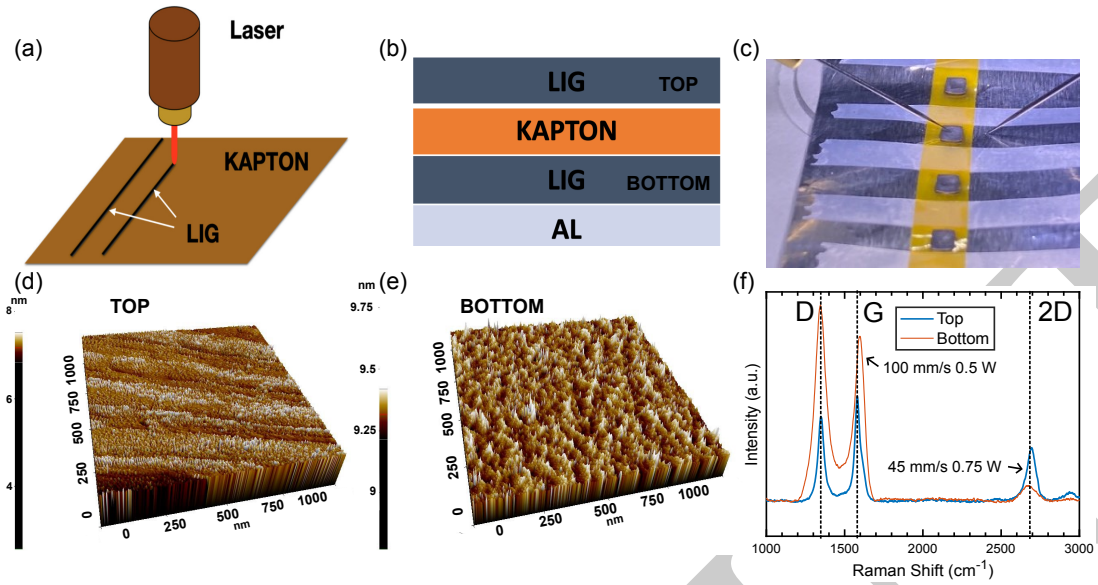 (a)
Laser
KAPTON
LIG
(b)
LIG TOP
KAPTON
LIG BOTTOM
AL
(c)
(d)
TOP
nm
8
6
4
1000
750
500
250
0
0
250
500
750
1000
nm
(e)
BOTTOM
nm
9.75
9.5
9.25
9
1000
750
500
250
0
0
250
500
750
1000
nm
(f)
D
G
2D
Top
Bottom
100 mm/s 0.5 W
45 mm/s 0.75 W
Intensity (a.u.)
1000
1500
2000
2500
3000
Raman Shift (cm⁻¹)